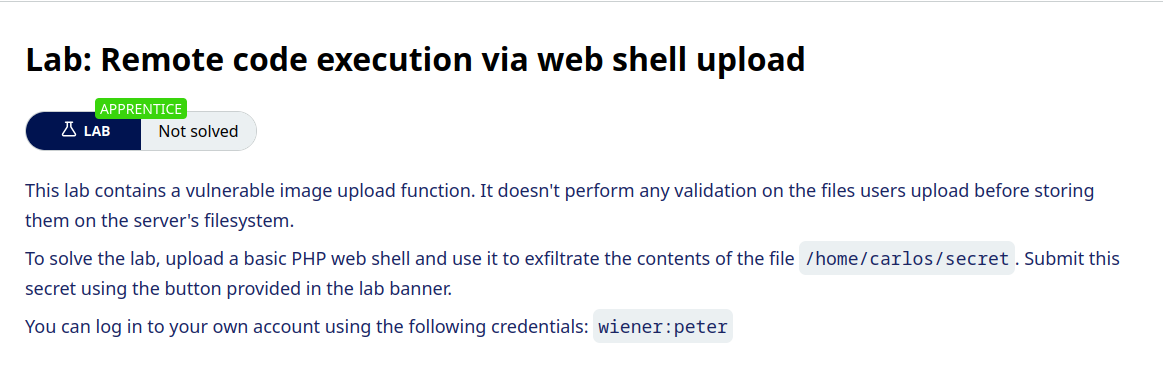 Lab: Remote code execution via web shell upload
APPRENTICE
LAB Not solved
This lab contains a vulnerable image upload function. It doesn't perform any validation on the files users upload before storing
them on the server's filesystem.
To solve the lab, upload a basic PHP web shell and use it to exfiltrate the contents of the file /home/carlos/secret. Submit this
secret using the button provided in the lab banner.
You can log in to your own account using the following credentials: wiener:peter